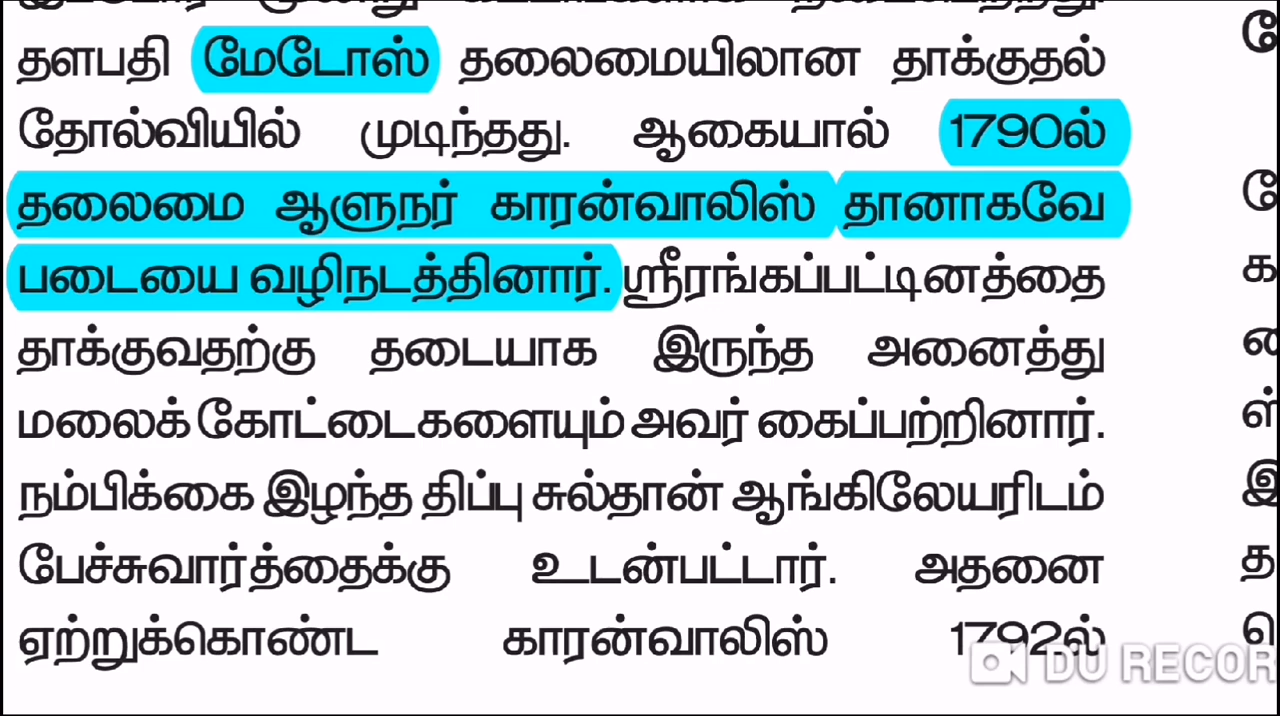 தளபதி மேடோஸ் தலைமையிலான தாக்குதல்
தோல்வியில் முடிந்தது. ஆகையால் 1790ல்
தலைமை ஆளுநர் கார‌ன்வாலிஸ் தானாகவே
படையை வழிநடத்தினார். ஸ்ரீரங்கப்பட்டினத்தை
தாக்குவதற்கு தடையாக இருந்த அனைத்து
மலைக் கோட்டைகளையும் அவர் கைப்பற்றினார்.
நம்பிக்கை இழந்த திப்பு சுல்தான் ஆங்கிலேயரிடம்
பேச்சுவார்த்தைக்கு உடன்பட்டார். அதனை
ஏற்றுக்கொண்ட காரன்வாலிஸ் 1792ல்
DU RECOR